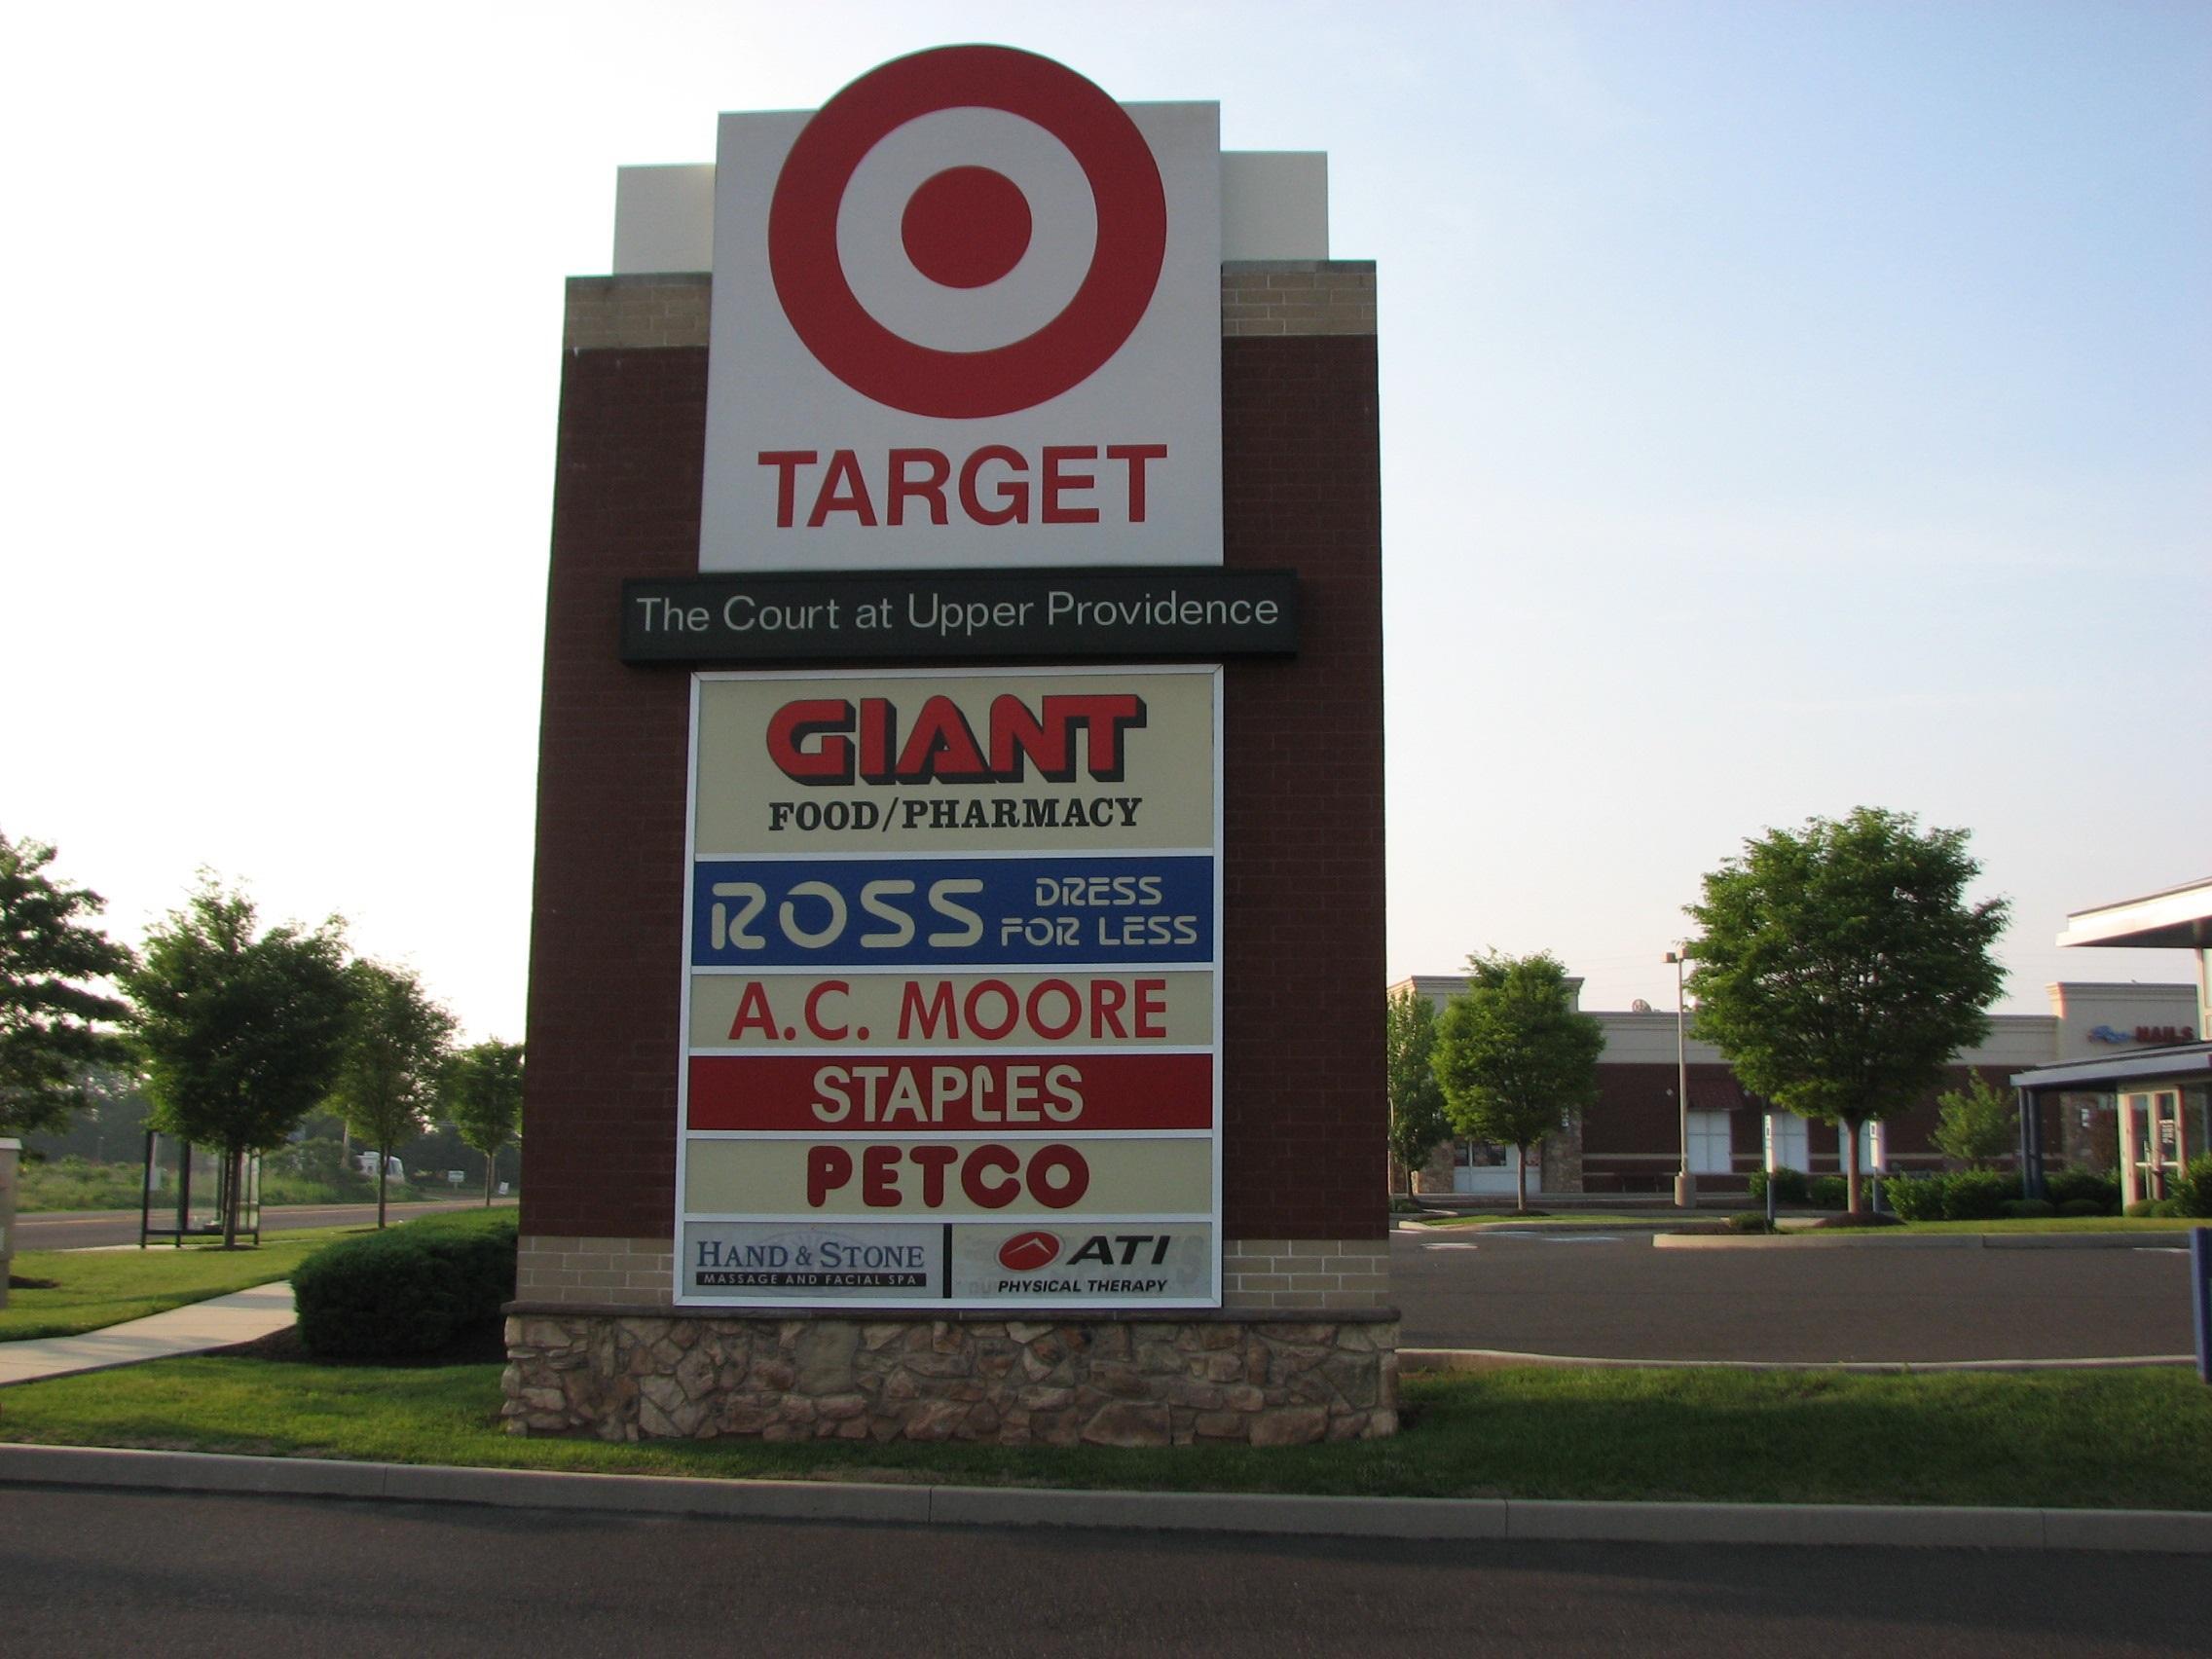 TARGET
The Court at Upper Providence
GIANT
FOOD/PHARMACY
ROSS DRESS
FOR LESS
A.C. MOORE
STAPLES
PETCO
HAND & STONE
MASSAGE AND FACIAL SPA
ATI
PHYSICAL THERAPY
NAILS